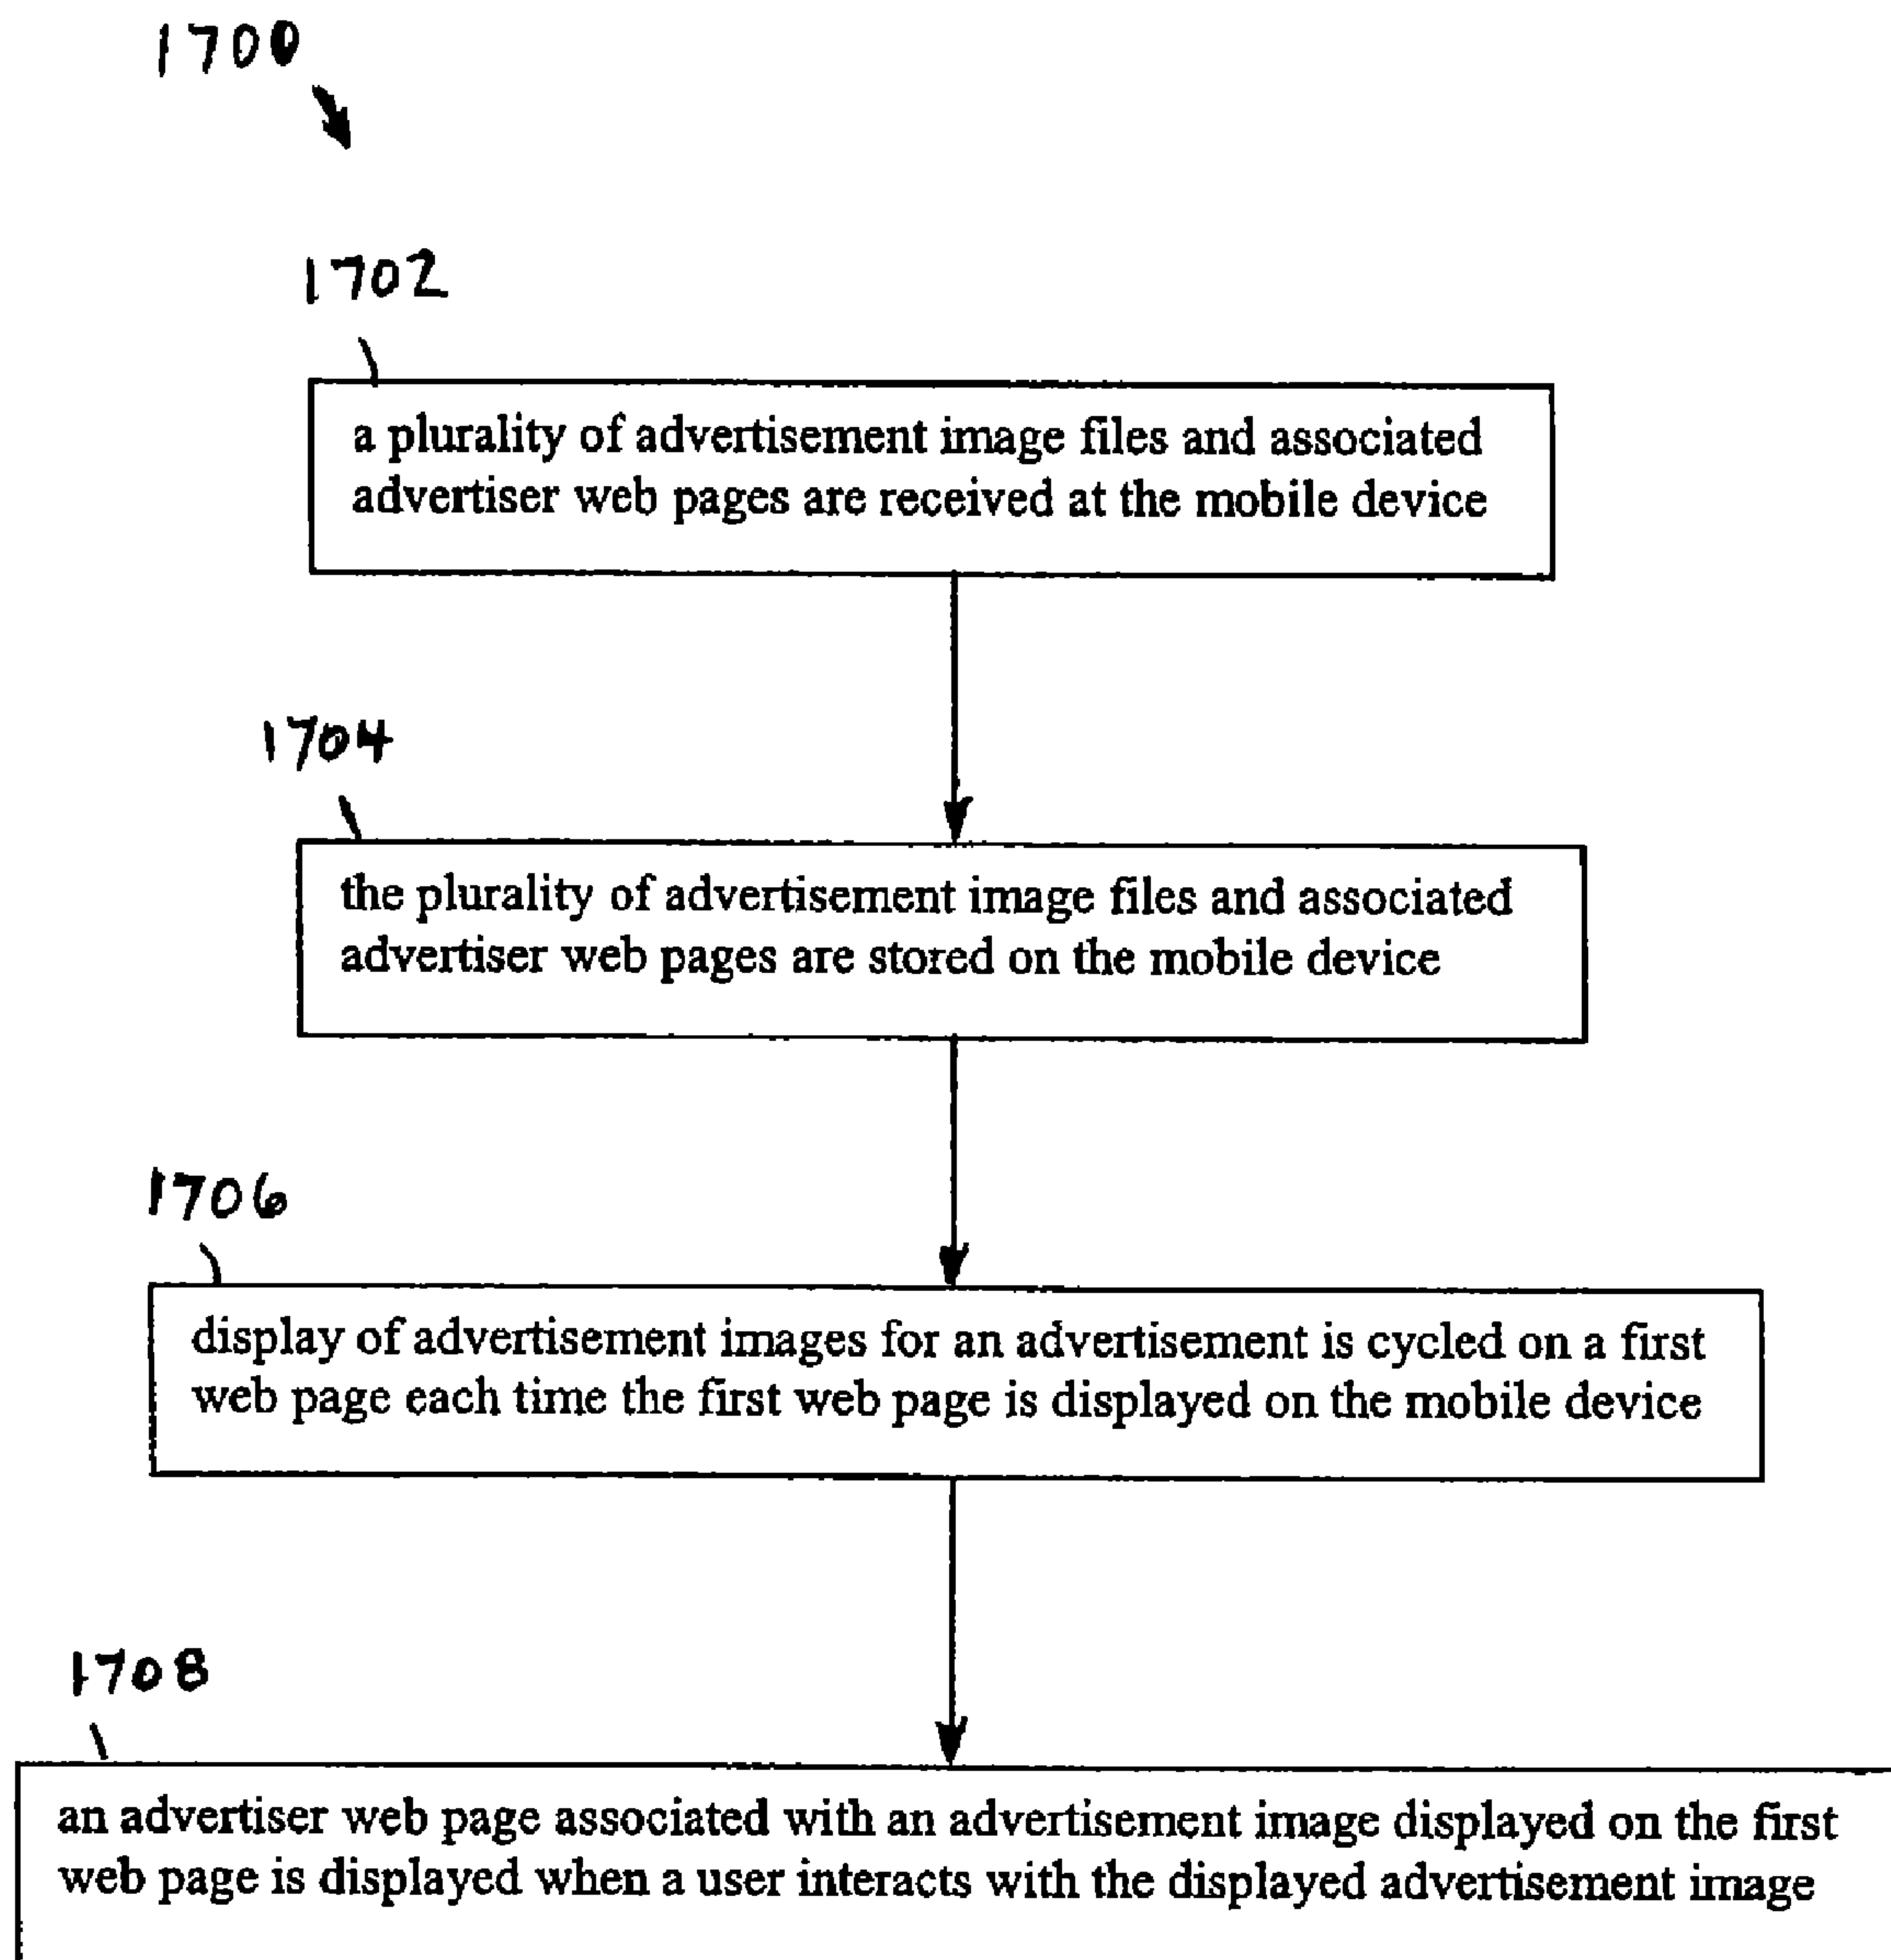 1700
1702
a plurality of advertisement image files and associated
advertiser web pages are received at the mobile device
1704
the plurality of advertisement image files and associated
advertiser web pages are stored on the mobile device
1706
display of advertisement images for an advertisement is cycled on a first
web page each time the first web page is displayed on the mobile device
1708
an advertiser web page associated with an advertisement image displayed on the first
web page is displayed when a user interacts with the displayed advertisement image